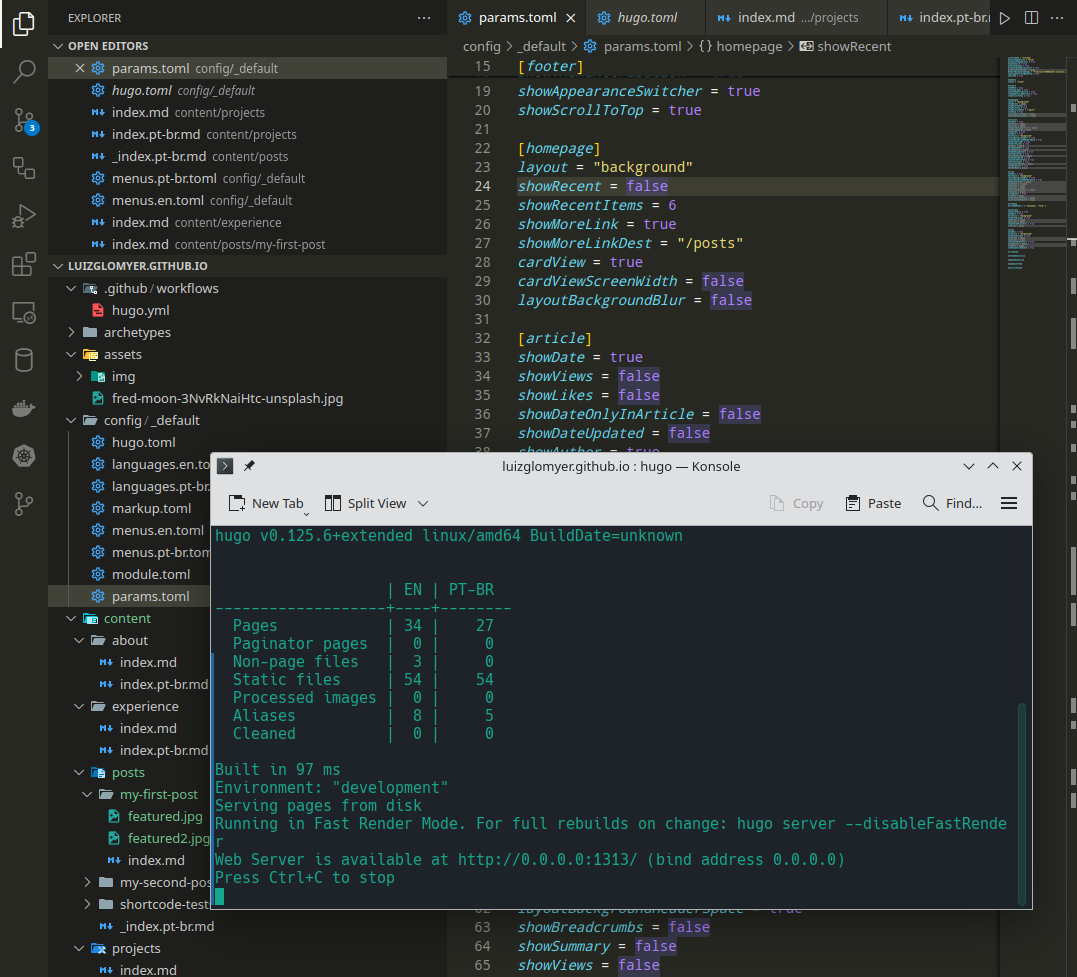 EXPLORER
params.toml
hugo.toml
index.md .../projects
index.pt-br.
OPEN EDITORS
params.toml config/_default
hugo.toml config/_default
index.md content/projects
index.pt-br.md content/projects
_index.pt-br.md content/posts
menus.pt-br.toml config/_default
menus.en.toml config/_default
index.md content/experience
index.md content/posts/my-first-post
3
LUIZGLOMYER.GITHUB.IO
.github/workflows
hugo.yml
archetypes
assets
img
fred-moon-3NvRkNaiHtc-unsplash.jpg
config/_default
hugo.toml
languages.en.to
languages.pt-br.
markup.toml
menus.en.toml
menus.pt-br.tom
module.toml
params.toml
content
about
index.md
index.pt-br.md
experience
index.md
index.pt-br.md
posts
my-first-post
featured.jpg
featured2.jpg
index.md
my-second-pos
shortcode-test
_index.pt-br.md
projects
index.md
config > _default > params.toml > {} homepage > showRecent
15 [footer]
19 showAppearanceSwitcher = true
20 showScrollToTop = true
21
22 [homepage]
23 layout = "background"
24 showRecent = false
25 showRecentItems = 6
26 showMoreLink = true
27 showMoreLinkDest = "/posts"
28 cardView = true
29 cardViewScreenWidth = false
30 layoutBackgroundBlur = false
31
32 [article]
33 showDate = true
34 showViews = false
35 showLikes = false
36 showDateOnlyInArticle = false
37 showDateUpdated = false
38 showAuthor = true
luizglomyer.github.io : hugo — Konsole
New Tab
Split View
Copy
Paste
Find...
hugo v0.125.6+extended linux/amd64 BuildDate=unknown
| EN | PT-BR
-------------------+----+--------
Pages | 34 | 27
Paginator pages | 0 | 0
Non-page files | 3 | 0
Static files | 54 | 54
Processed images | 0 | 0
Aliases | 8 | 5
Cleaned | 0 | 0
Built in 97 ms
Environment: "development"
Serving pages from disk
Running in Fast Render Mode. For full rebuilds on change: hugo server --disableFastRende
r
Web Server is available at http://0.0.0.0:1313/ (bind address 0.0.0.0)
Press Ctrl+C to stop
62 layoutBackgroundHeaderSpace = true
63 showBreadcrumbs = false
64 showSummary = false
65 showViews = false